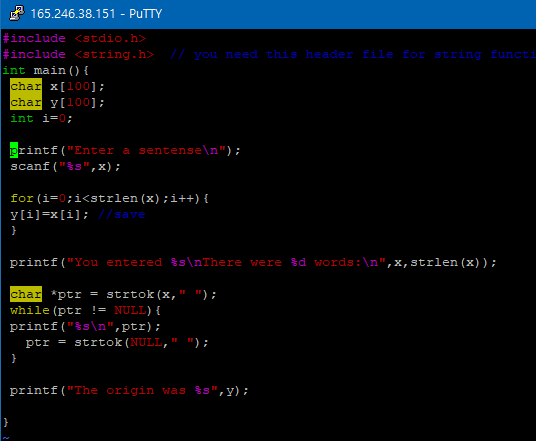 165.246.38.151 - PuTTY
#include <stdio.h>
#include <string.h>  // you need this header file for string functi
int main(){
 char x[100];
 char y[100];
 int i=0;
 printf("Enter a sentence\n");
 scanf("%s",x);
 for(i=0;i<strlen(x);i++){
 y[i]=x[i]; //save
 }
 printf("You entered %s\nThere were %d words:\n",x,strlen(x));
 char *ptr = strtok(x," ");
 while(ptr != NULL){
 printf("%s\n",ptr);
   ptr = strtok(NULL," ");
 }
 printf("The origin was %s",y);
}
~